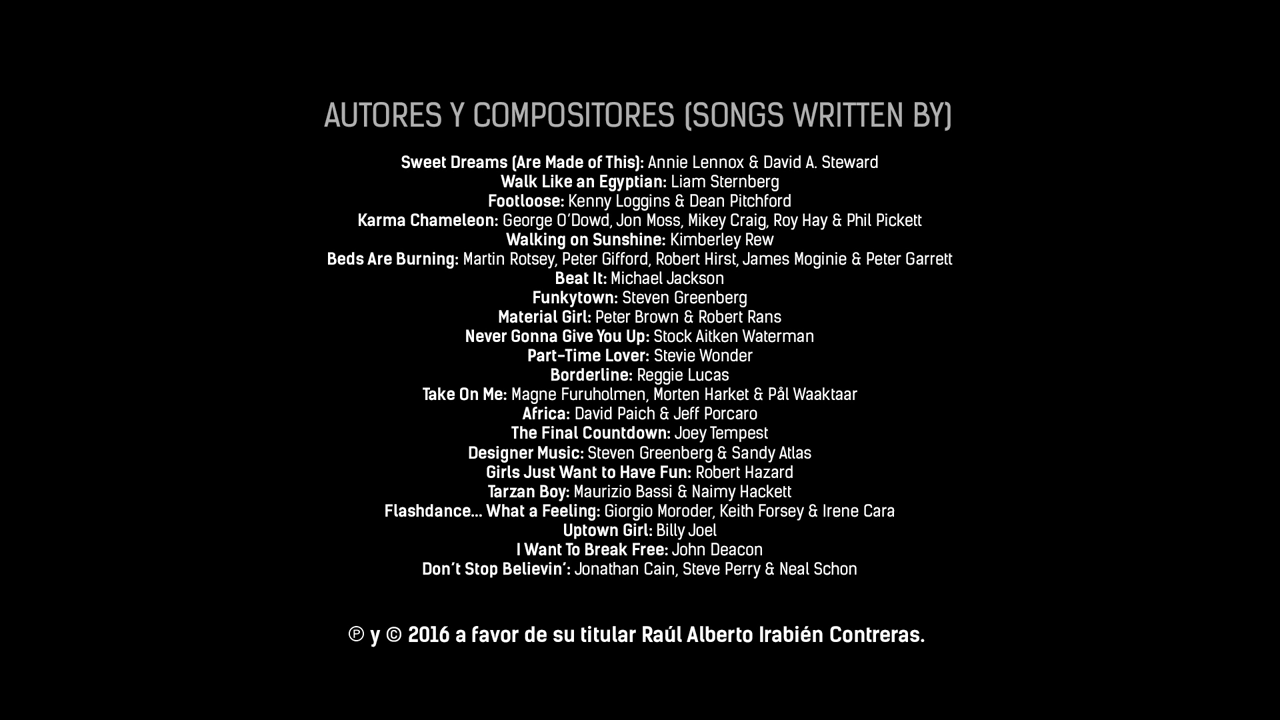 AUTORES Y COMPOSITORES (SONGS WRITTEN BY)
Sweet Dreams (Are Made of This): Annie Lennox & David A. Steward
Walk Like an Egyptian: Liam Sternberg
Footloose: Kenny Loggins & Dean Pitchford
Karma Chameleon: George O'Dowd, Jon Moss, Mikey Craig, Roy Hay & Phil Pickett
Walking on Sunshine: Kimberley Rew
Beds Are Burning: Martin Rotsey, Peter Gifford, Robert Hirst, James Moginie & Peter Garrett
Beat It: Michael Jackson
Funkytown: Steven Greenberg
Material Girl: Peter Brown & Robert Rans
Never Gonna Give You Up: Stock Aitken Waterman
Part-Time Lover: Stevie Wonder
Borderline: Reggie Lucas
Take On Me: Magne Furuholmen, Morten Harket & Pål Waaktaar
Africa: David Paich & Jeff Porcaro
The Final Countdown: Joey Tempest
Designer Music: Steven Greenberg & Sandy Atlas
Girls Just Want to Have Fun: Robert Hazard
Tarzan Boy: Maurizio Bassi & Naimy Hackett
Flashdance... What a Feeling: Giorgio Moroder, Keith Forsey & Irene Cara
Uptown Girl: Billy Joel
I Want To Break Free: John Deacon
Don't Stop Believin': Jonathan Cain, Steve Perry & Neal Schon
℗ y © 2016 a favor de su titular Raúl Alberto Irabién Contreras.